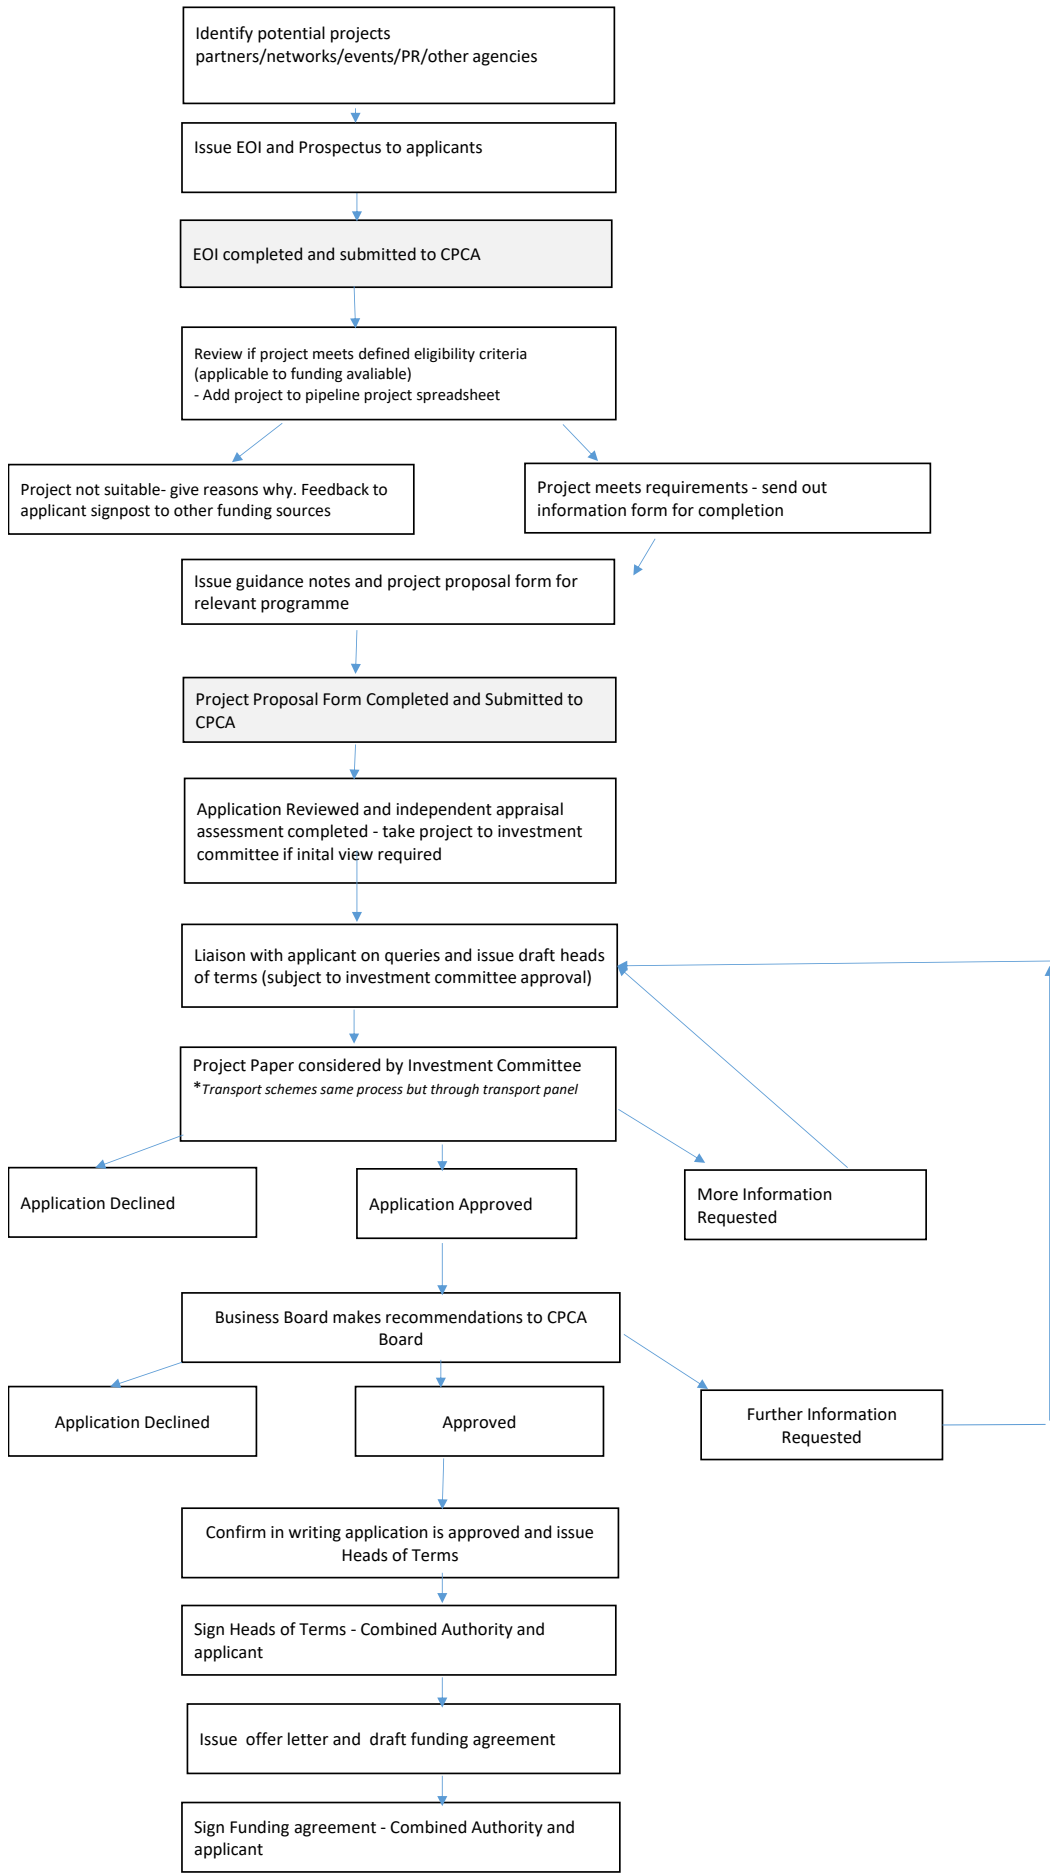 Identify potential projects
partners/networks/events/PR/other agencies
Issue EOI and Prospectus to applicants
EOI completed and submitted to CPCA
Review if project meets defined eligibility criteria
(applicable to funding avaliable)
- Add project to pipeline project spreadsheet
Project not suitable- give reasons why. Feedback to
applicant signpost to other funding sources
Project meets requirements - send out
information form for completion
Issue guidance notes and project proposal form for
relevant programme
Project Proposal Form Completed and Submitted to
CPCA
Application Reviewed and independent appraisal
assessment completed - take project to investment
committee if inital view required
Liaison with applicant on queries and issue draft heads
of terms (subject to investment committee approval)
Project Paper considered by Investment Committee
*Transport schemes same process but through transport panel
Application Declined
Application Approved
More Information
Requested
Business Board makes recommendations to CPCA
Board
Application Declined
Approved
Further Information
Requested
Confirm in writing application is approved and issue
Heads of Terms
Sign Heads of Terms - Combined Authority and
applicant
Issue  offer letter and  draft funding agreement
Sign Funding agreement - Combined Authority and
applicant